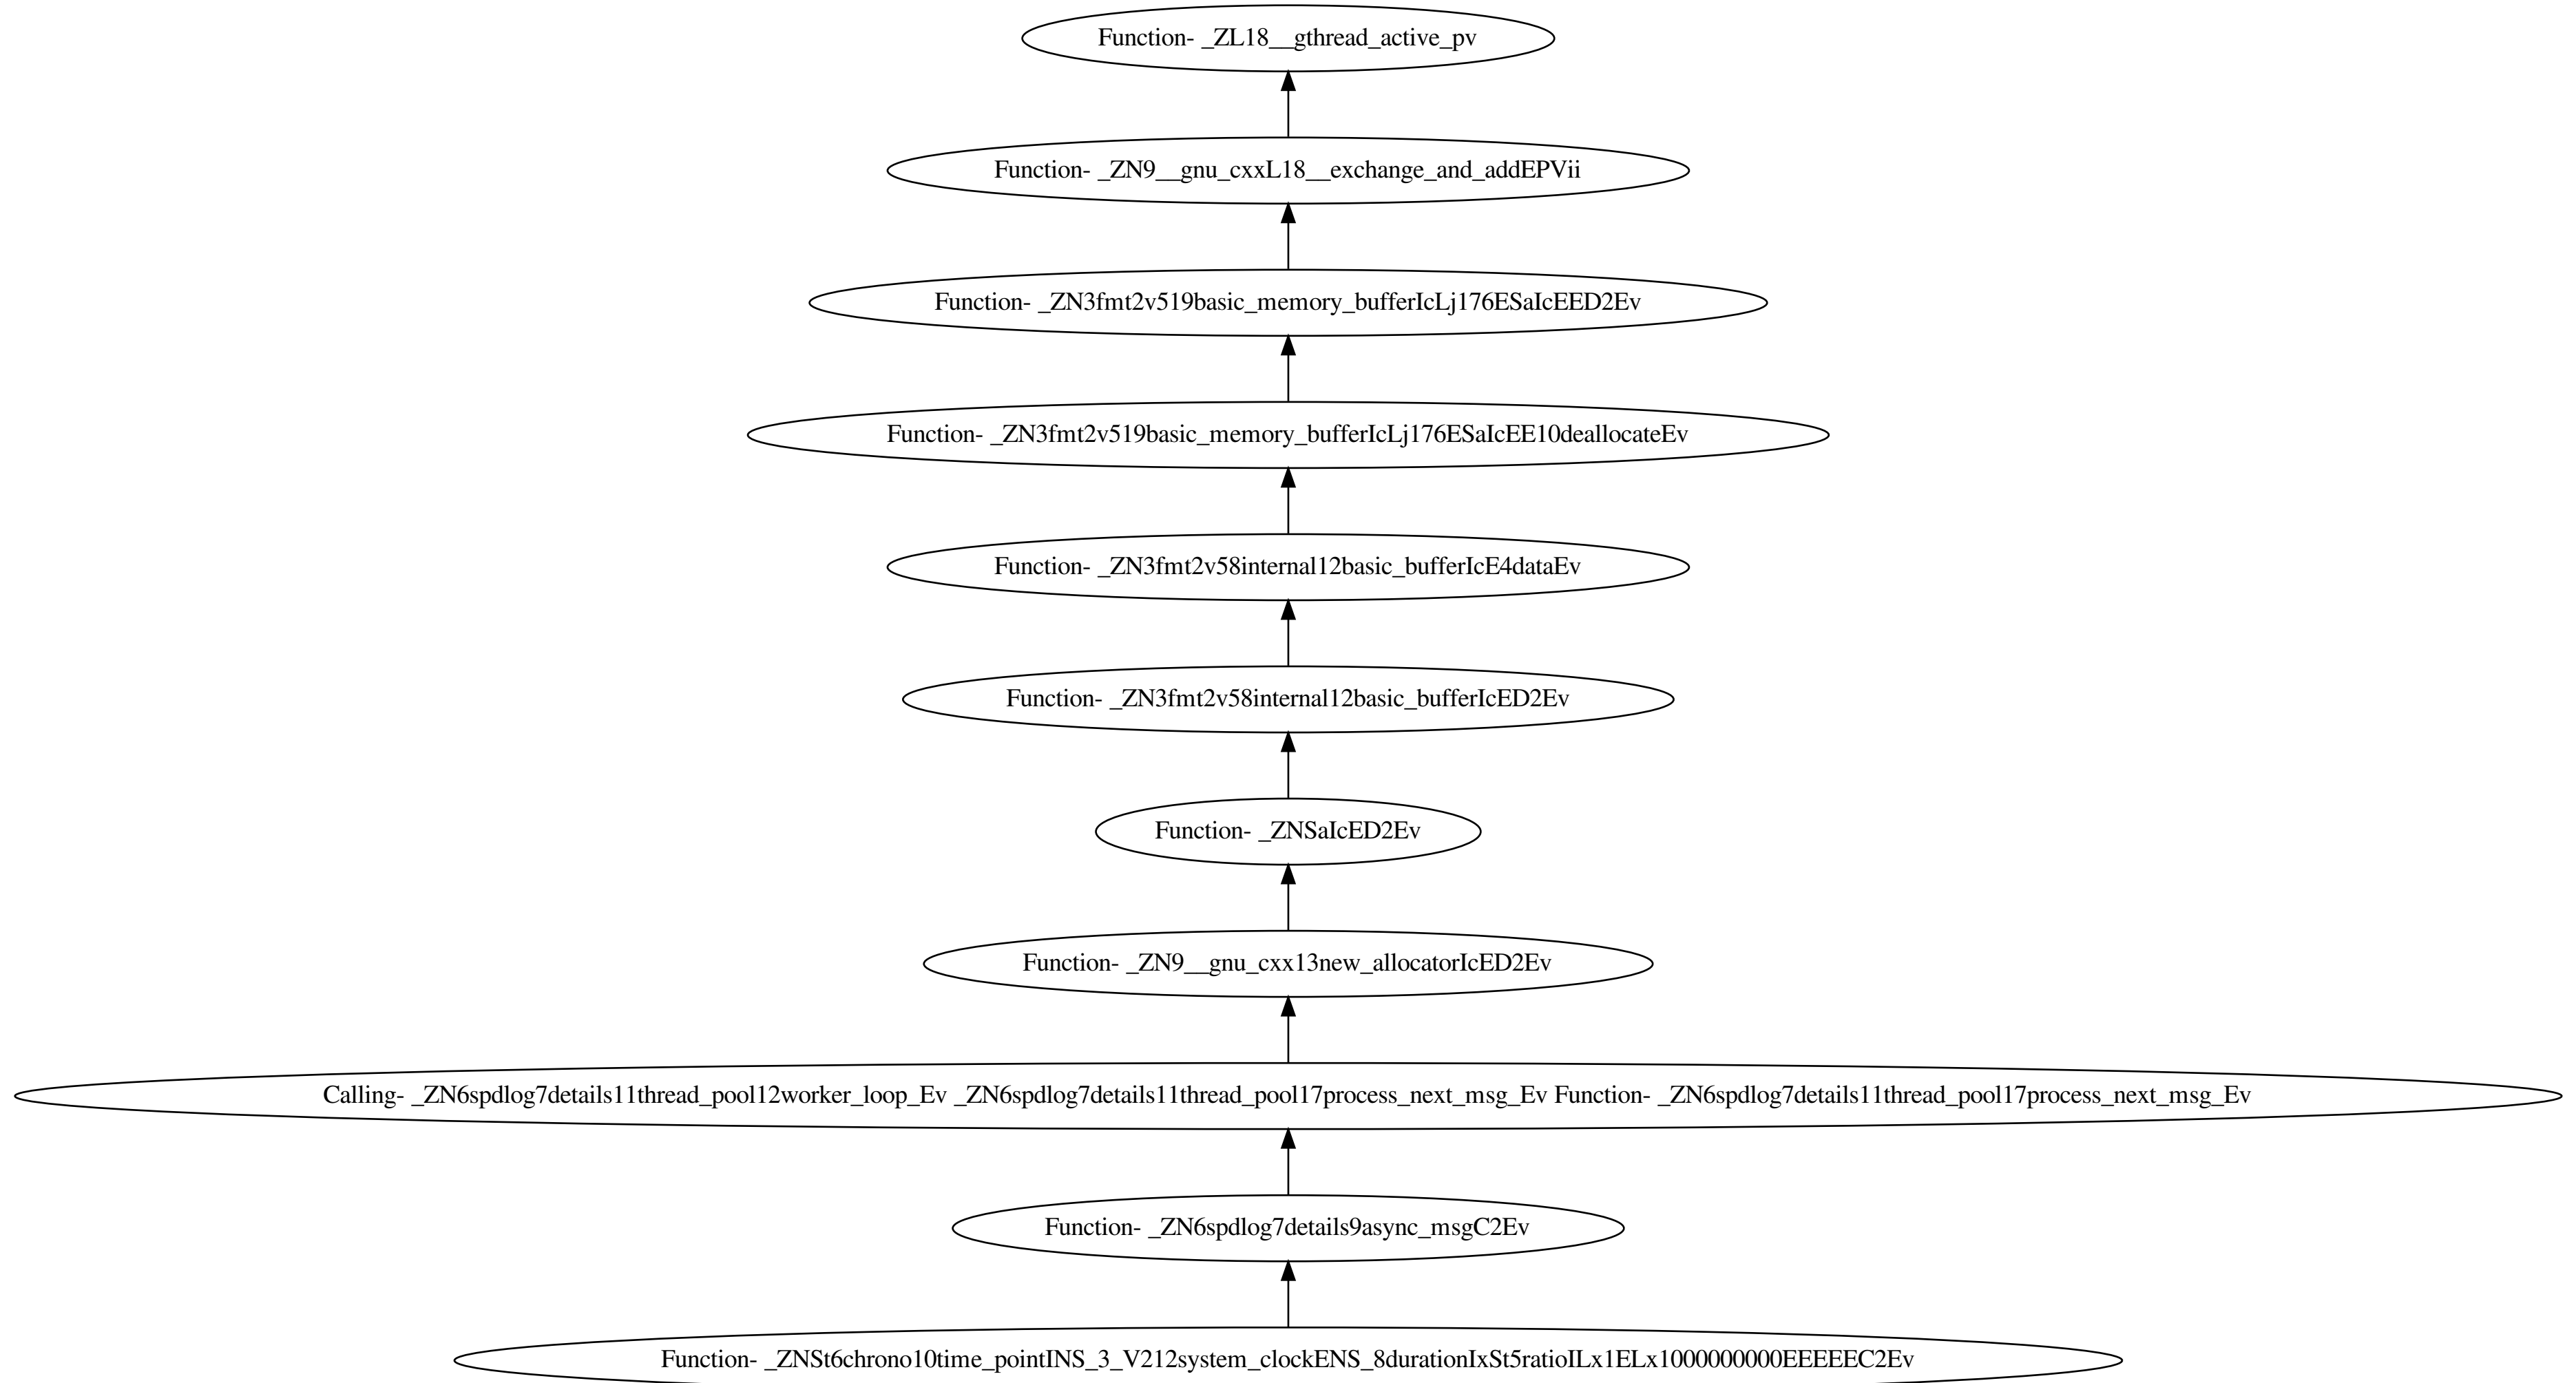 Function- _ZL18__gthread_active_pv
Function- _ZN9__gnu_cxxL18__exchange_and_addEPVii
Function- _ZN3fmt2v519basic_memory_bufferIcLj176ESaIcEED2Ev
Function- _ZN3fmt2v519basic_memory_bufferIcLj176ESaIcEE10deallocateEv
Function- _ZN3fmt2v58internal12basic_bufferIcE4dataEv
Function- _ZN3fmt2v58internal12basic_bufferIcED2Ev
Function- _ZNSaIcED2Ev
Function- _ZN9__gnu_cxx13new_allocatorIcED2Ev
Calling- _ZN6spdlog7details11thread_pool12worker_loop_Ev _ZN6spdlog7details11thread_pool17process_next_msg_Ev Function- _ZN6spdlog7details11thread_pool17process_next_msg_Ev
Function- _ZN6spdlog7details9async_msgC2Ev
Function- _ZNSt6chrono10time_pointINS_3_V212system_clockENS_8durationIxSt5ratioILx1ELx1000000000EEEEEC2Ev